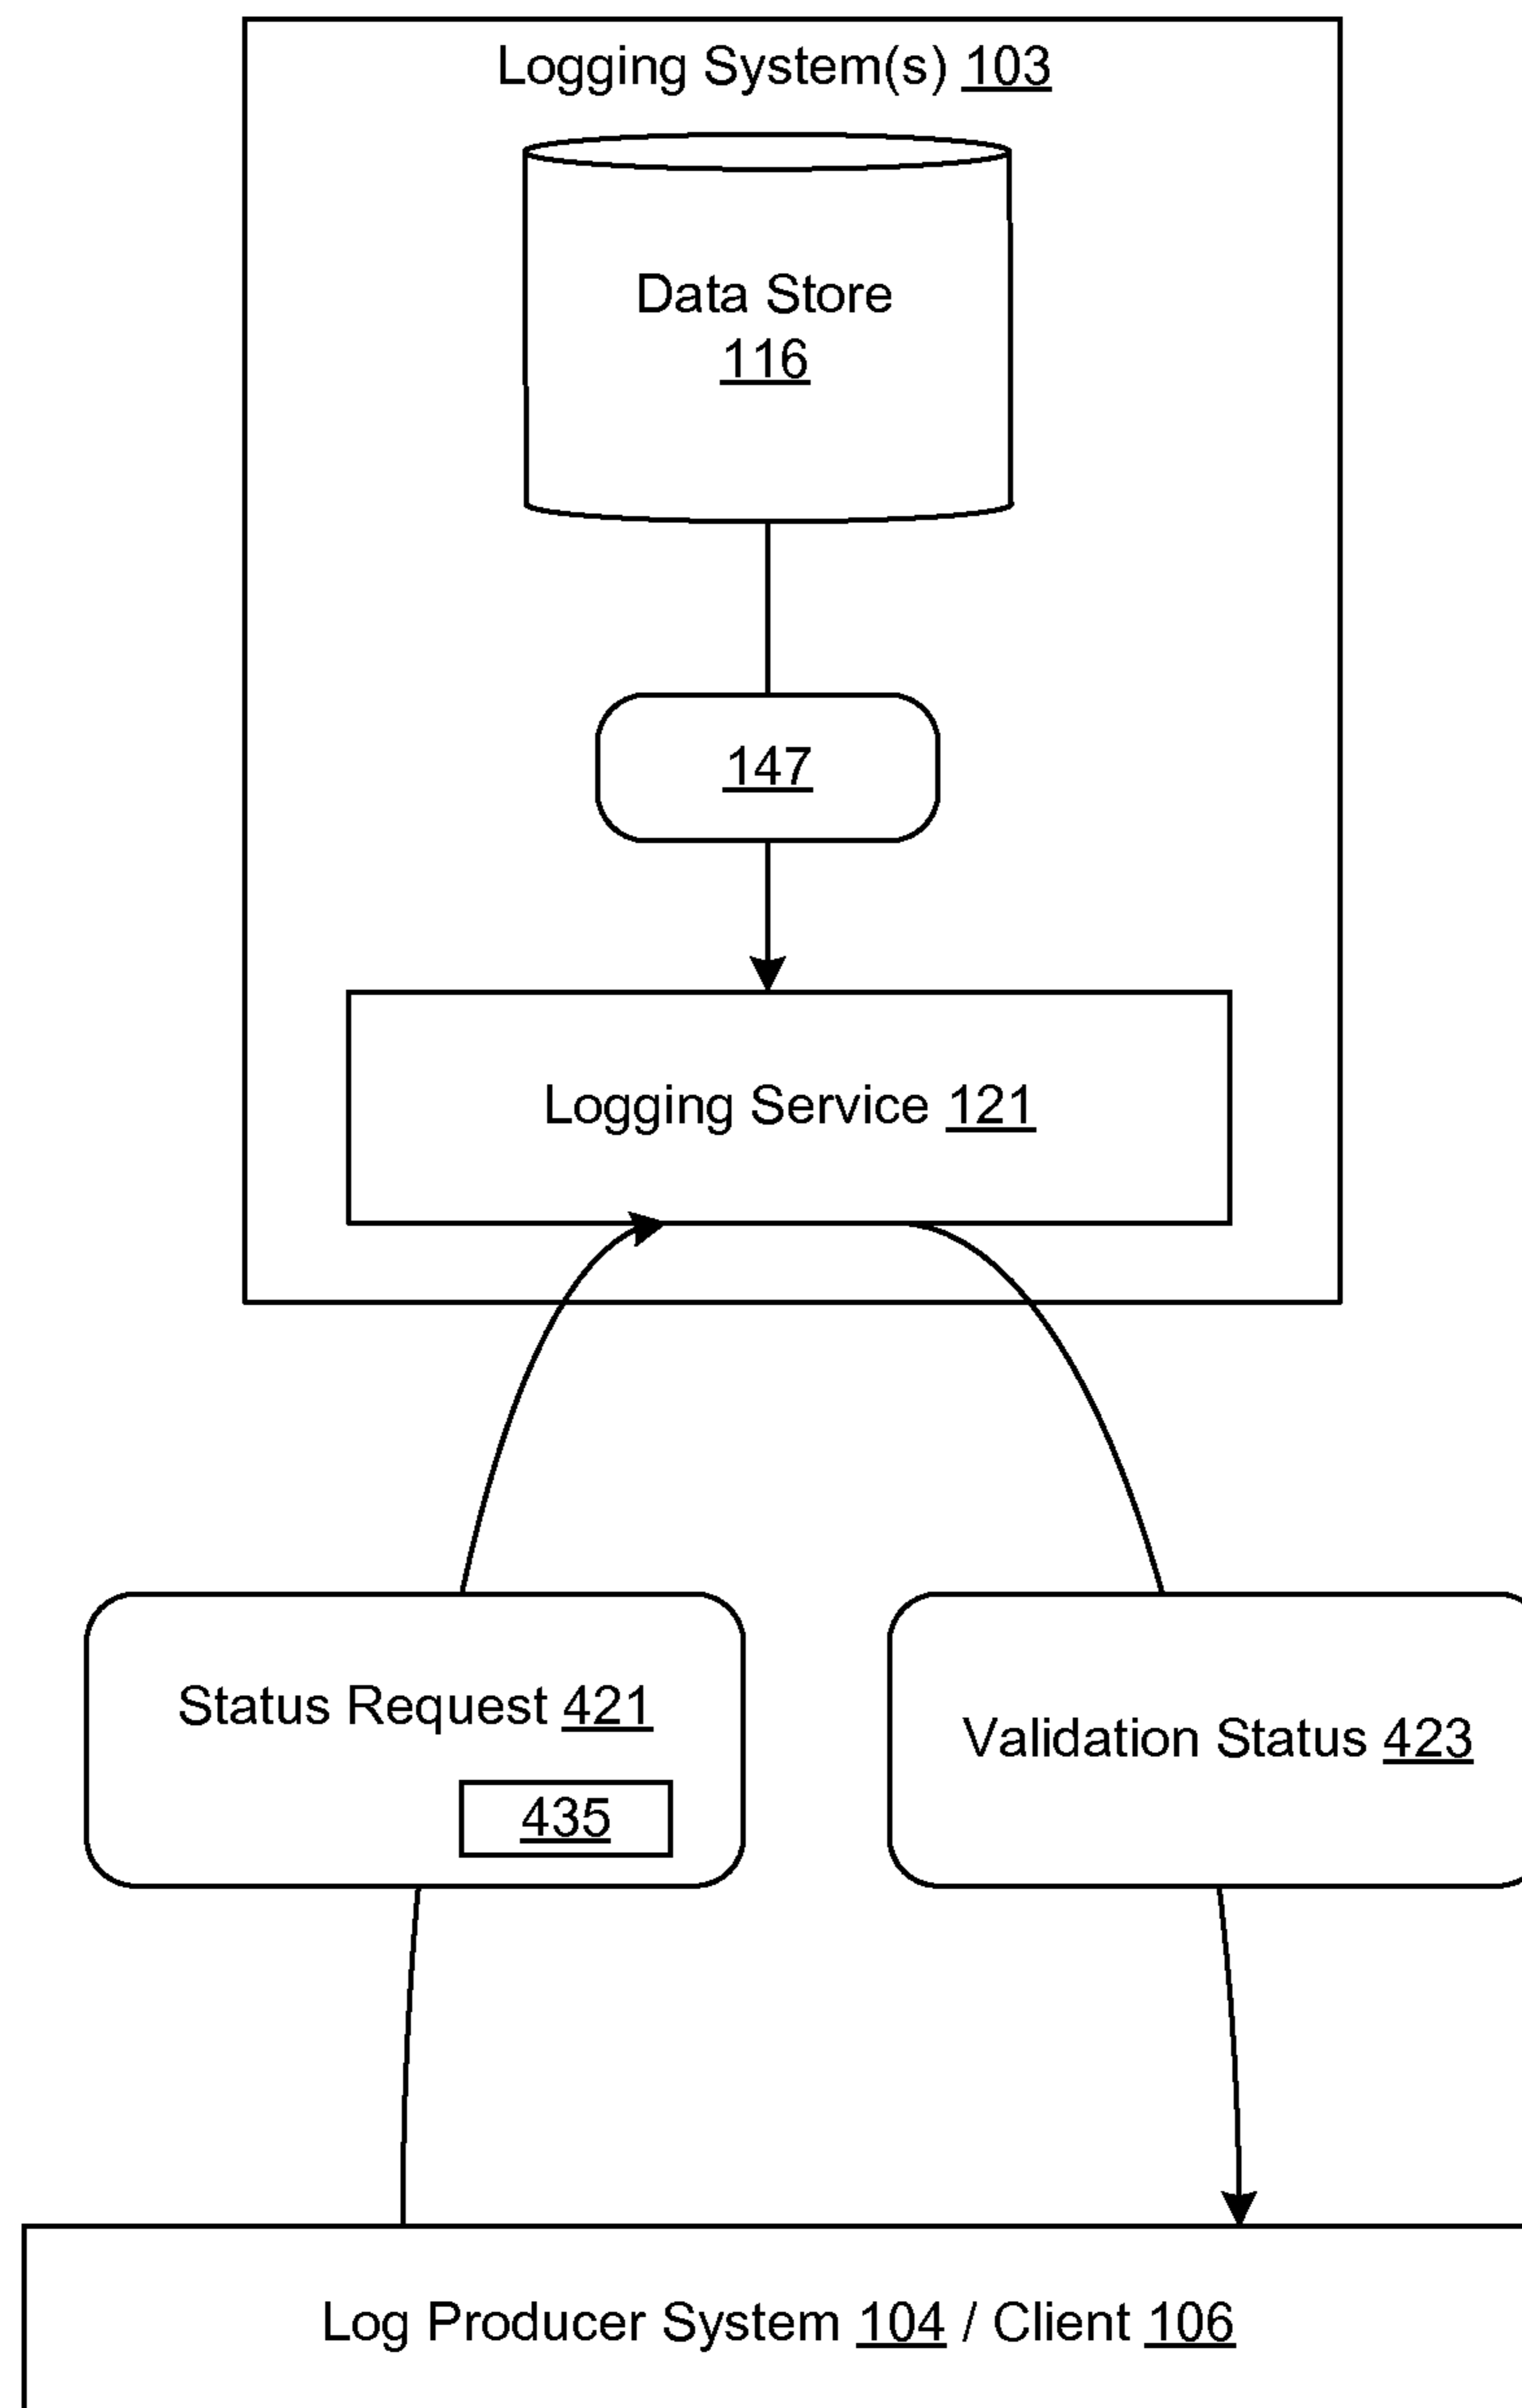 Logging System(s) 103
Data Store
116
147
Logging Service 121
Status Request 421
Validation Status 423
435
Log Producer System 104 / Client 106